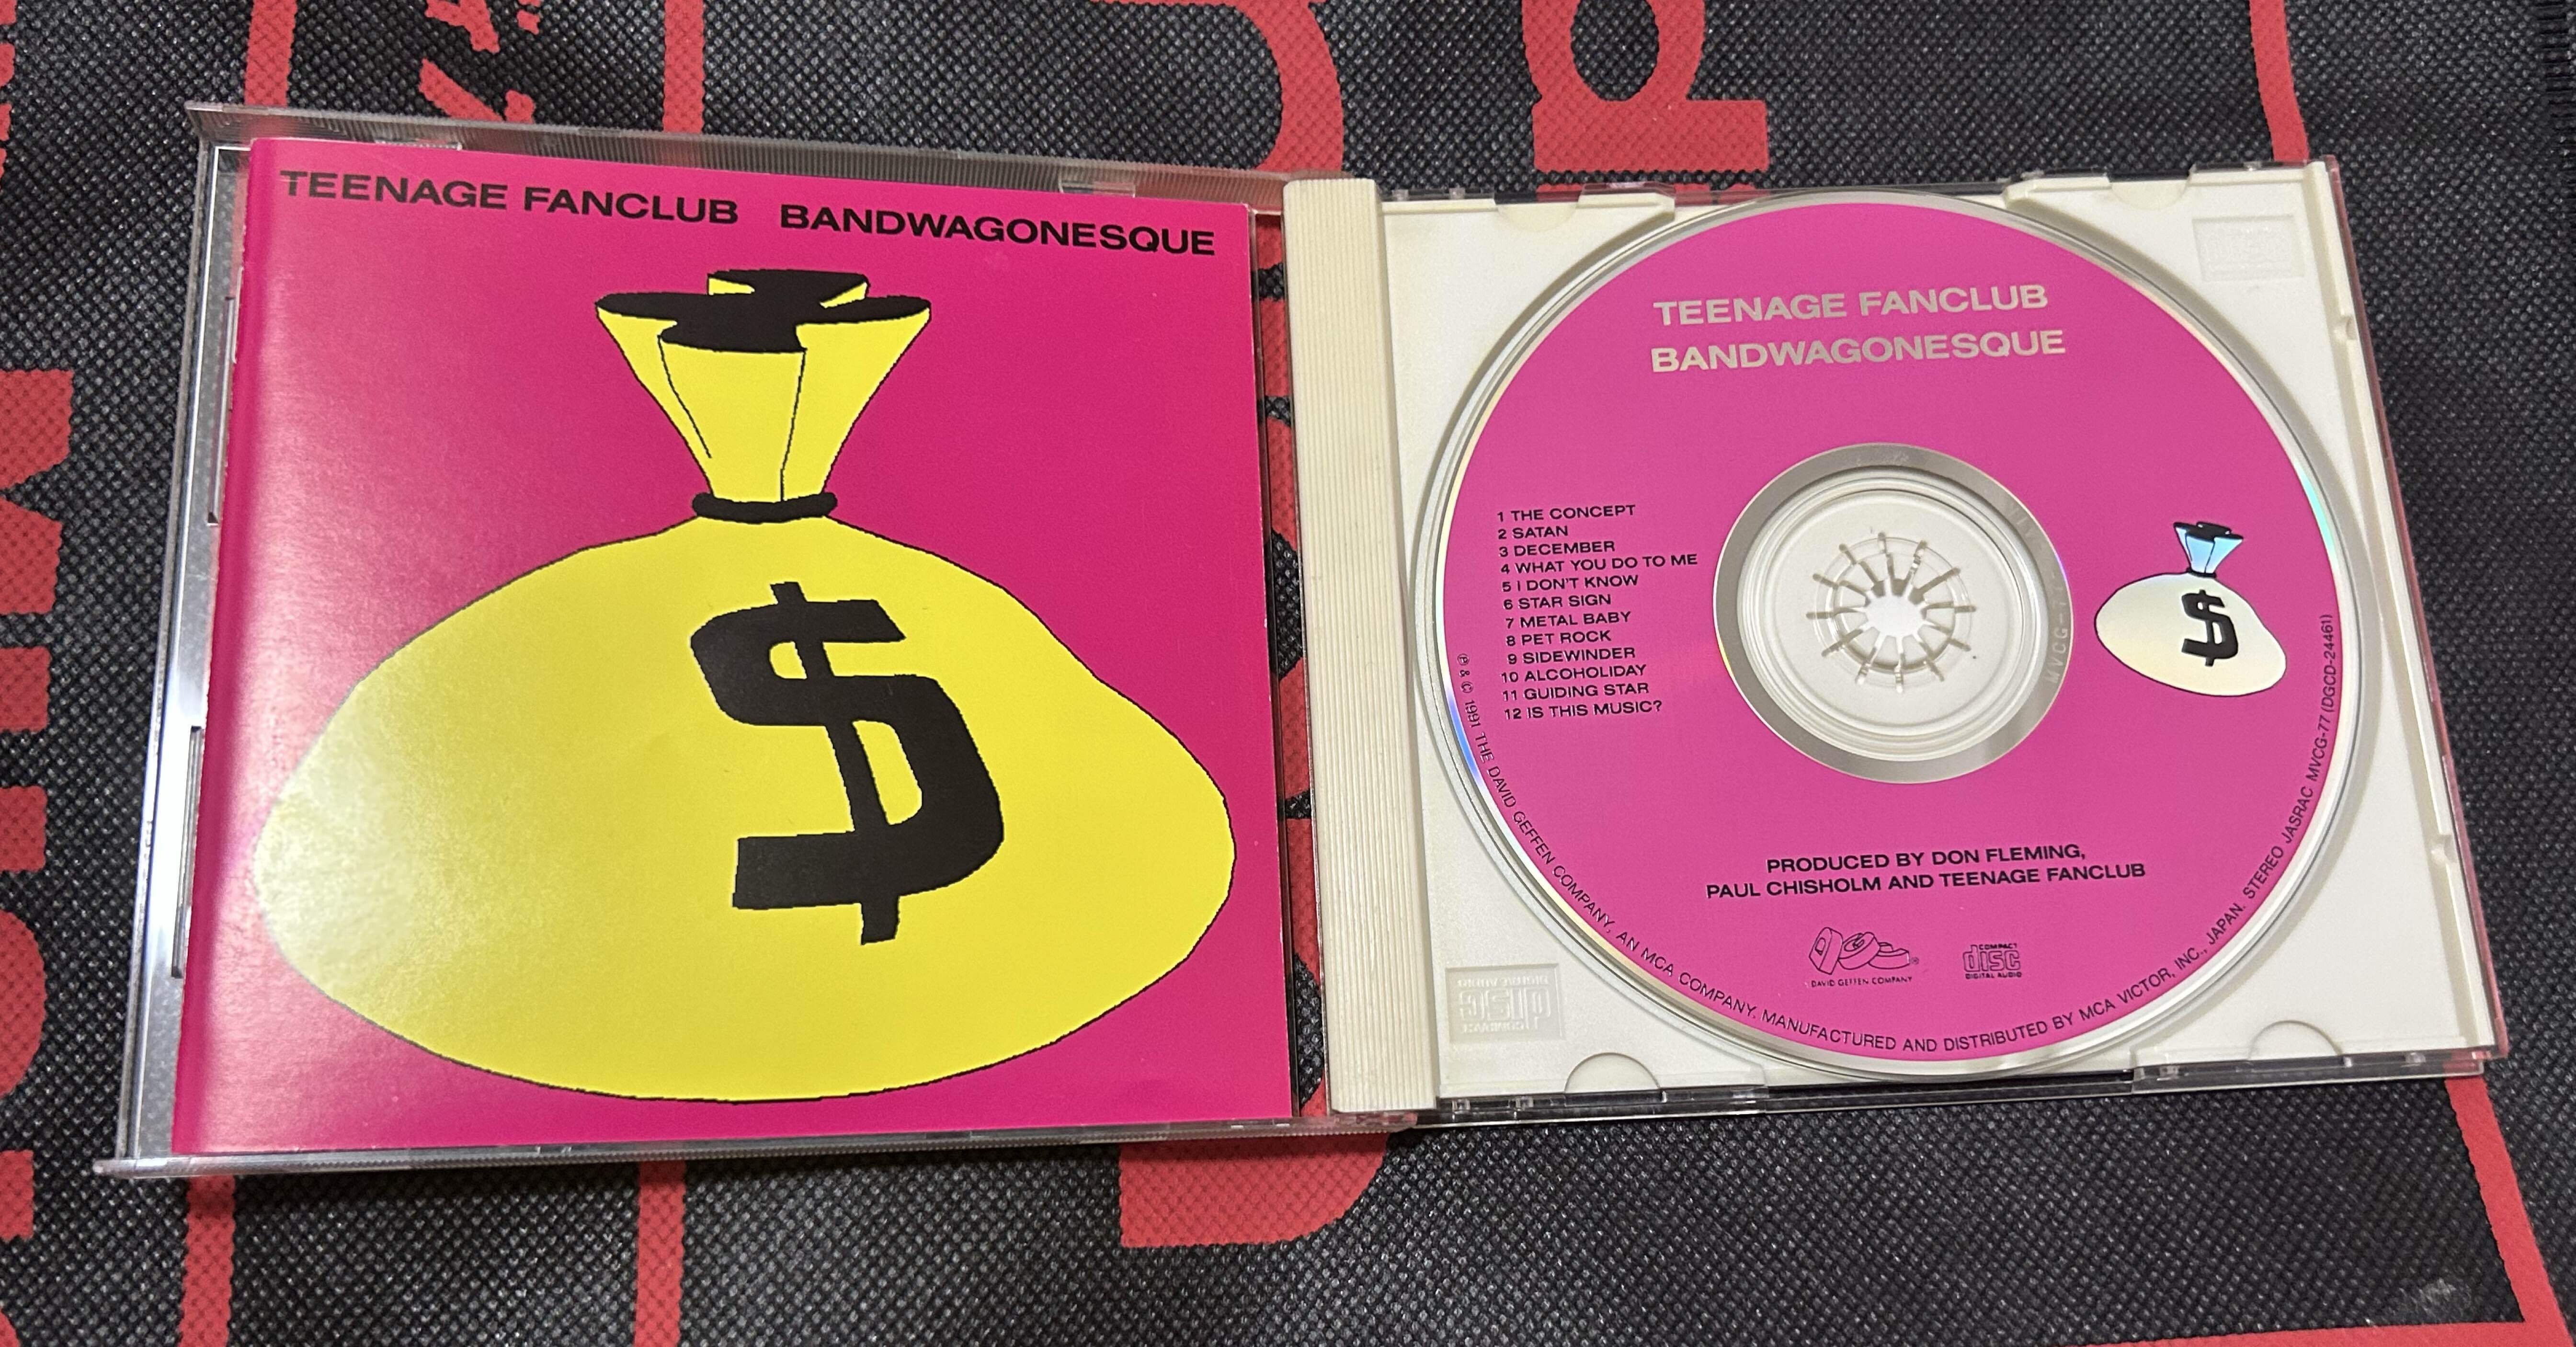 TEENAGE FANCLUB BANDWAGONESQUE
$
TEENAGE FANCLUB
BANDWAGONESQUE
1 THE CONCEPT
2 SATAN
3 DECEMBER
4 WHAT YOU DO TO ME
5 I DON'T KNOW
6 STAR SIGN
7 METAL BABY
8 PET ROCK
9 SIDEWINDER
10 ALCOHOLIDAY
11 GUIDING STAR
12 IS THIS MUSIC?
$
PRODUCED BY DON FLEMING,
PAUL CHISHOLM AND TEENAGE FANCLUB
DAVID GEFFEN COMPANY
COMPACT
disc
DIGITAL AUDIO
℗ & © 1991 THE DAVID GEFFEN COMPANY, AN MCA COMPANY. MANUFACTURED AND DISTRIBUTED BY MCA VICTOR, INC., JAPAN. STEREO JASRAC MVCG-77 (DGCD-24461)
COMPACT
disc
DIGITAL AUDIO